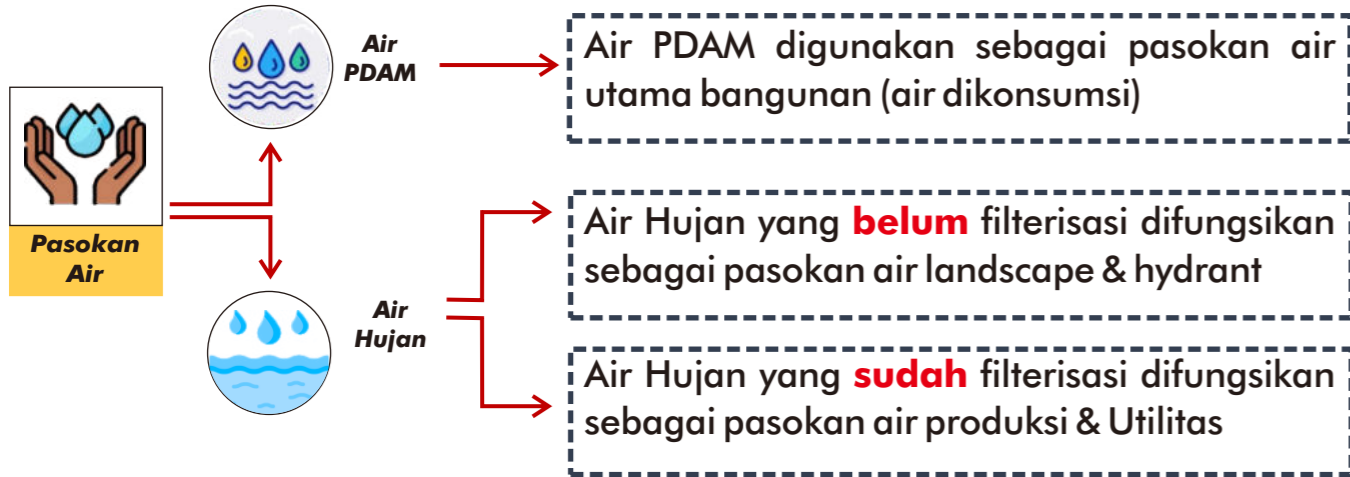 Pasokan
Air
Air
PDAM
Air PDAM digunakan sebagai pasokan air
utama bangunan (air dikonsumsi)
Air
Hujan
Air Hujan yang belum filterisasi difungsikan
sebagai pasokan air landscape & hydrant
Air Hujan yang sudah filterisasi difungsikan
sebagai pasokan air produksi & Utilitas